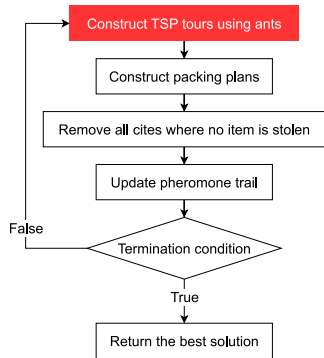 Construct TSP tours using ants
Construct packing plans
Remove all cites where no item is stolen
Update pheromone trail
False
Termination condition
True
Return the best solution